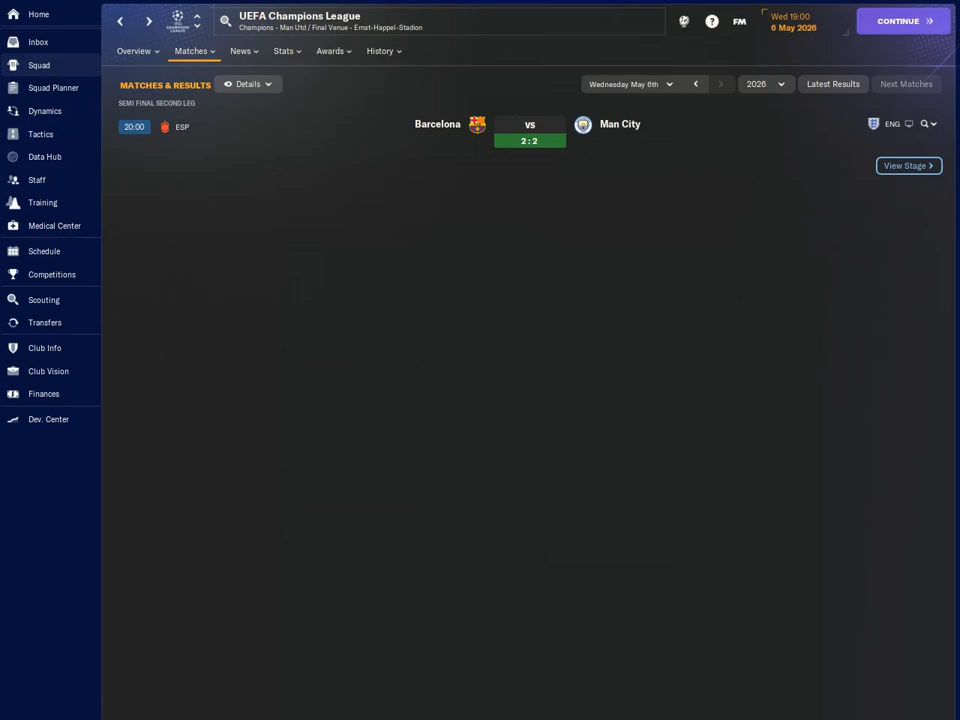 Home
Inbox
Squad
Squad Planner
Dynamics
Tactics
Data Hub
Staff
Training
Medical Center
Schedule
Competitions
Scouting
Transfers
Club Info
Club Vision
Finances
Dev. Center
CHAMPIONS
LEAGUE
UEFA Champions League
Champions - Man Utd / Final Venue - Ernst-Happel-Stadion
?
FM
Wed 19:00
6 May 2026
CONTINUE
Overview
Matches
News
Stats
Awards
History
MATCHES & RESULTS
Details
Wednesday May 6th
2026
Latest Results
Next Matches
SEMI FINAL SECOND LEG
20:00
ESP
Barcelona
VS
2 : 2
Man City
ENG
View Stage